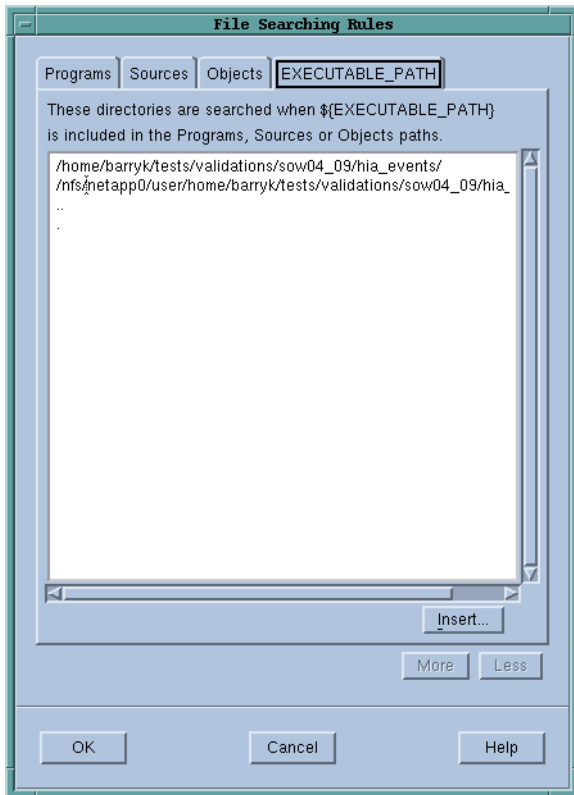 File Searching Rules
Programs Sources Objects EXECUTABLE_PATH
These directories are searched when ${EXECUTABLE_PATH}
is included in the Programs, Sources or Objects paths.
/home/barryk/tests/validations/sow04_09/hia_events/
/nfs/netapp0/user/home/barryk/tests/validations/sow04_09/hia_
..
.
Insert...
More Less
OK Cancel Help